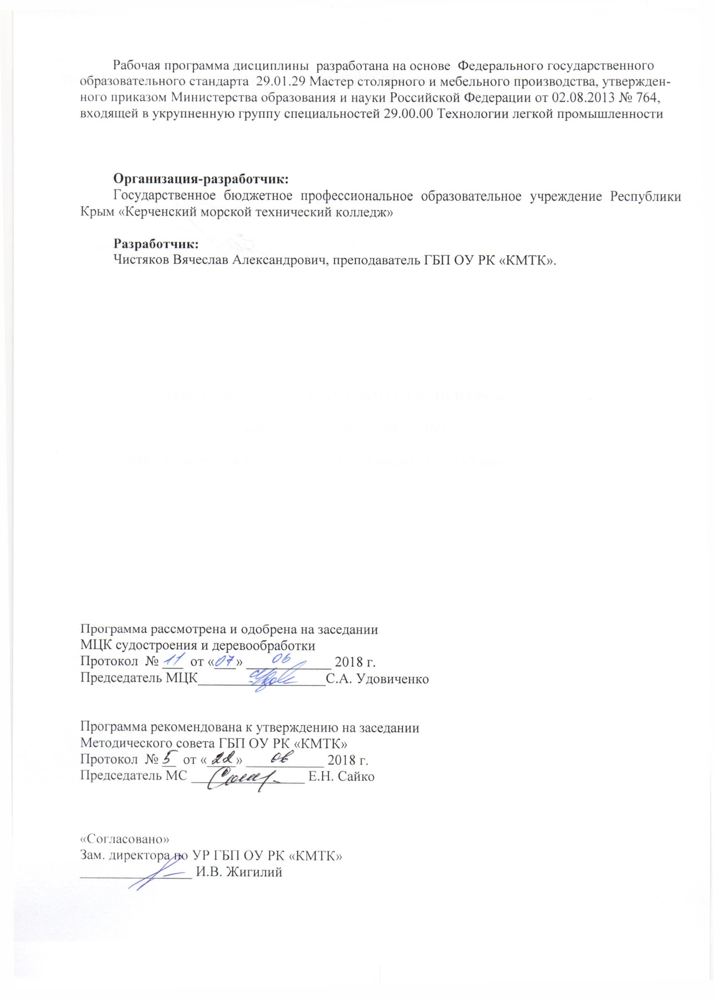 Рабочая программа дисциплины разработана на основе Федерального государственного
образовательного стандарта 29.01.29 Мастер столярного и мебельного производства, утвержден-
ного приказом Министерства образования и науки Российской Федерации от 02.08.2013 № 764,
входящей в укрупненную группу специальностей 29.00.00 Технологии легкой промышленности
Организация-разработчик:
Государственное бюджетное профессиональное образовательное учреждение Республики
Крым «Керченский морской технический колледж»
Разработчик:
Чистяков Вячеслав Александрович, преподаватель ГБП ОУ РК «КМТК».
Программа рассмотрена и одобрена на заседании
МЦК судостроения и деревообработки
Протокол № 11 от «07» 06 2018 г.
Председатель МЦК С.А. Удовиченко
Программа рекомендована к утверждению на заседании
Методического совета ГБП ОУ РК «КМТК»
Протокол № 5 от «22» 06 2018 г.
Председатель МС Е.Н. Сайко
«Согласовано»
Зам. директора по УР ГБП ОУ РК «КМТК»
И.В. Жигилий